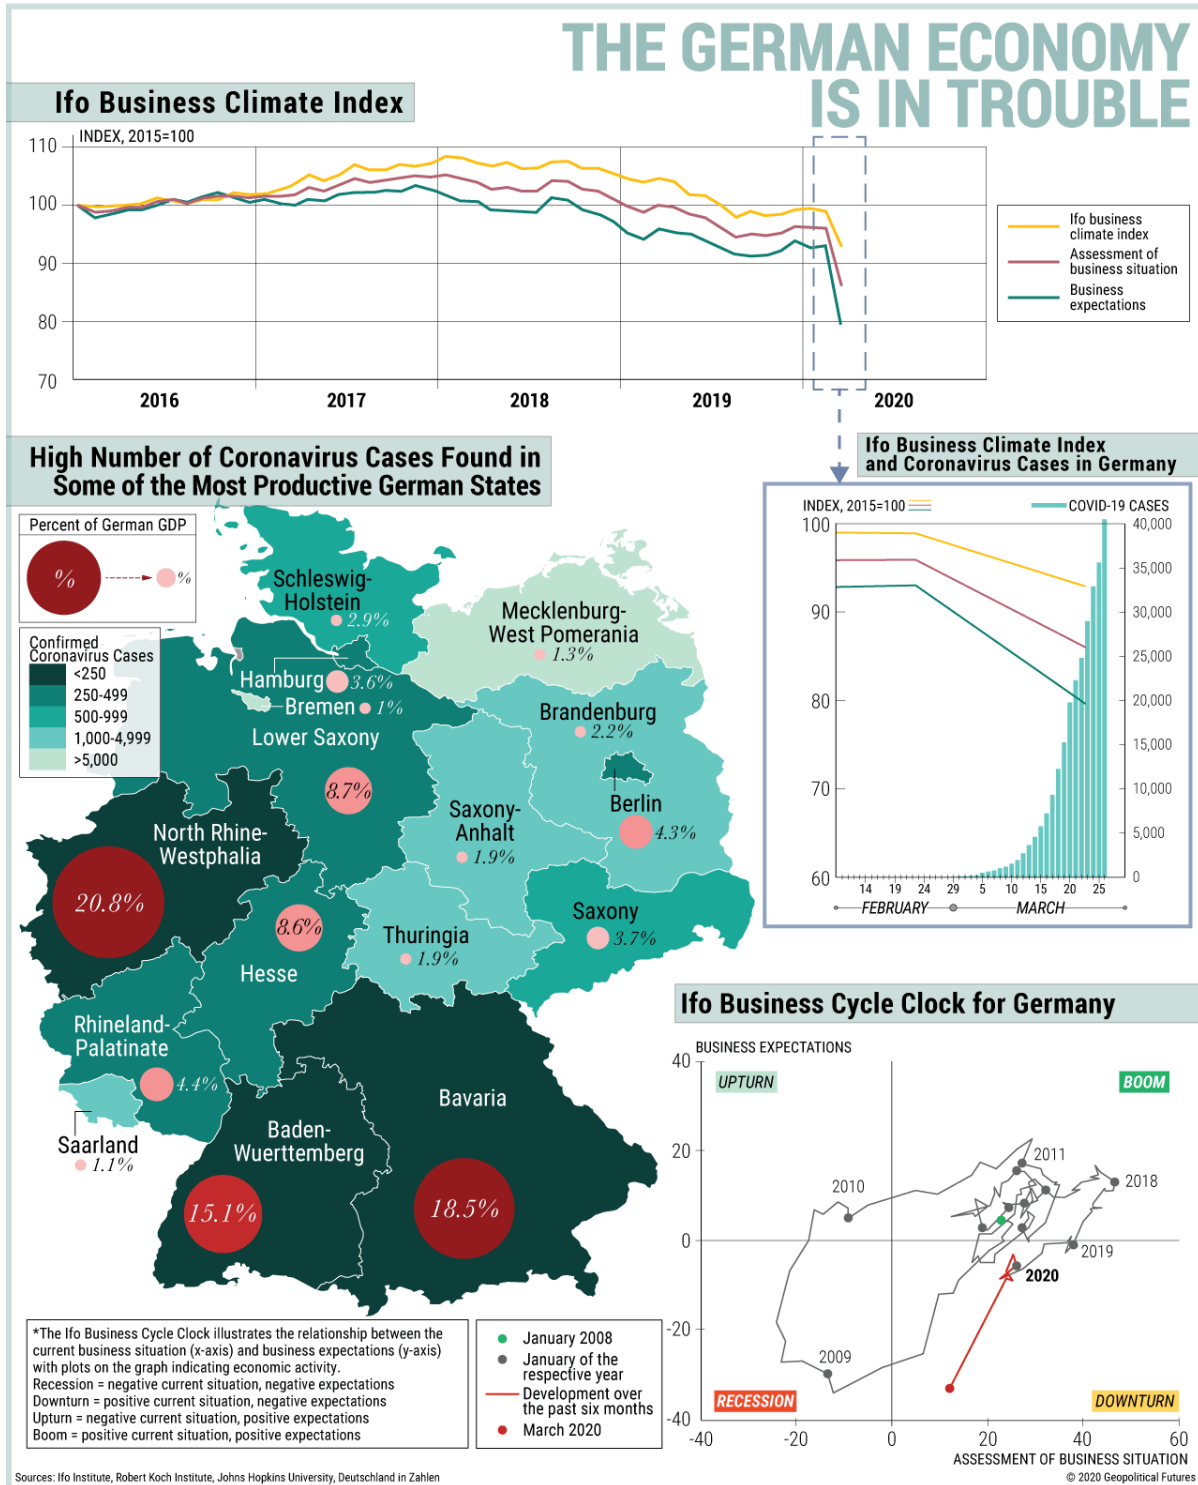 THE GERMAN ECONOMY
IS IN TROUBLE
Ifo Business Climate Index
INDEX, 2015=100
110
100
90
80
70
2016
2017
2018
2019
2020
Ifo business
climate index
Assessment of
business situation
Business
expectations
High Number of Coronavirus Cases Found in
Some of the Most Productive German States
Percent of German GDP
%
%
Confirmed
Coronavirus Cases
<250
250-499
500-999
1,000-4,999
>5,000
Schleswig-
Holstein
2.9%
Mecklenburg-
West Pomerania
1.3%
Hamburg
3.6%
Bremen
1%
Lower Saxony
8.7%
Brandenburg
2.2%
Berlin
4.3%
Saxony-
Anhalt
1.9%
North Rhine-
Westphalia
20.8%
Hesse
8.6%
Thuringia
1.9%
Saxony
3.7%
Rhineland-
Palatinate
4.4%
Saarland
1.1%
Baden-
Wuerttemberg
15.1%
Bavaria
18.5%
Ifo Business Climate Index
and Coronavirus Cases in Germany
INDEX, 2015=100
COVID-19 CASES
100
90
80
70
60
40,000
35,000
30,000
25,000
20,000
15,000
10,000
5,000
0
14 19 24 29 5 10 15 20 25
FEBRUARY
MARCH
Ifo Business Cycle Clock for Germany
BUSINESS EXPECTATIONS
40
20
0
-20
-40
UPTURN
BOOM
RECESSION
DOWNTURN
2011
2010
2018
2019
2020
2009
-40 -20 0 20 40 60
ASSESSMENT OF BUSINESS SITUATION
*The Ifo Business Cycle Clock illustrates the relationship between the
current business situation (x-axis) and business expectations (y-axis)
with plots on the graph indicating economic activity.
Recession = negative current situation, negative expectations
Downturn = positive current situation, negative expectations
Upturn = negative current situation, positive expectations
Boom = positive current situation, positive expectations
January 2008
January of the
respective year
Development over
the past six months
March 2020
Sources: Ifo Institute, Robert Koch Institute, Johns Hopkins University, Deutschland in Zahlen
© 2020 Geopolitical Futures